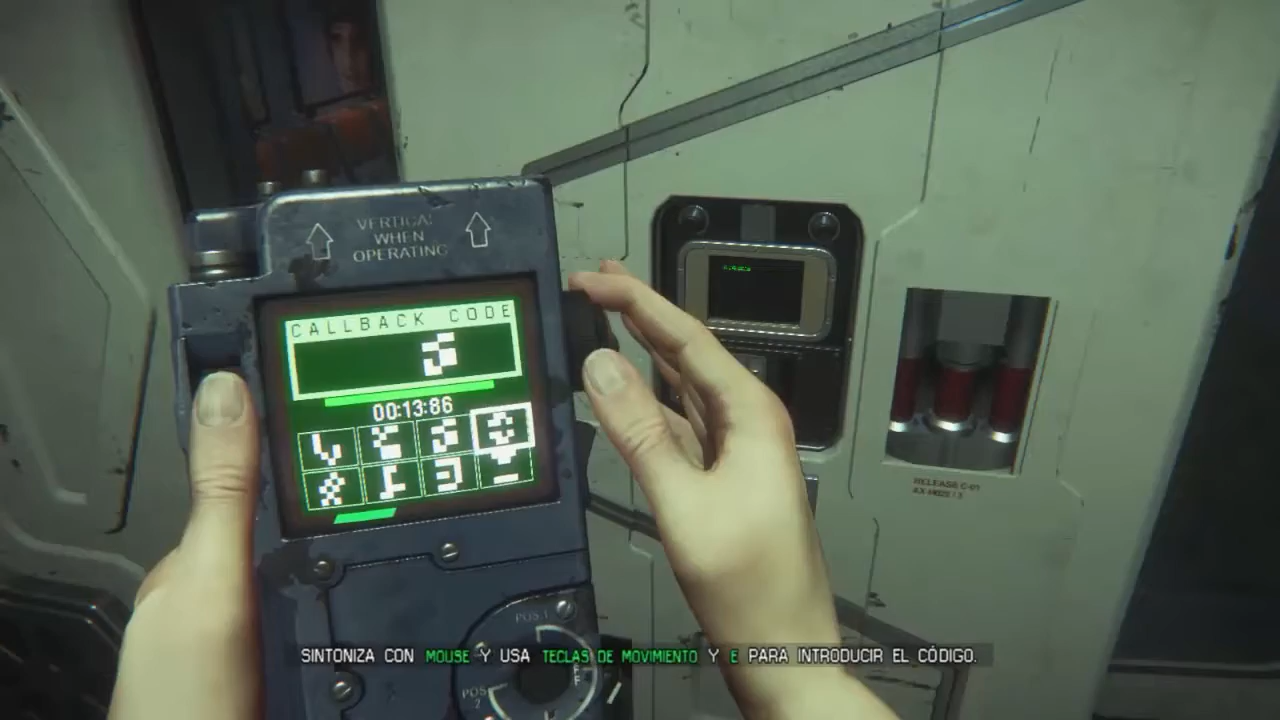 VERTICAL
WHEN
OPERATING
CALLBACK CODE
00:13:86
RELEASE C-01
POS 1
POS
2
SINTONIZA CON MOUSE Y USA TECLAS DE MOVIMIENTO Y E PARA INTRODUCIR EL CÓDIGO.